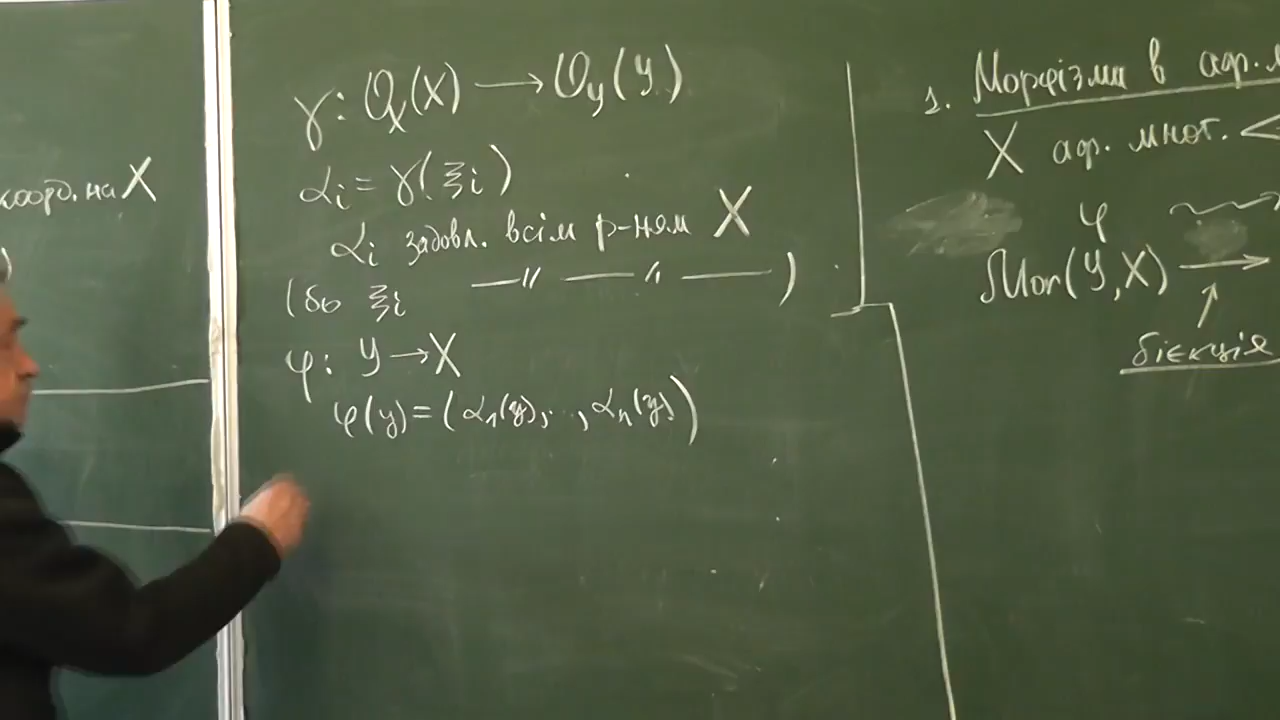 коорд. на X
)
γ: O_X(X) ⟶ O_Y(Y)
α_i = γ(ξ_i)
α_i задовл. всім р-ням X
(бо ξ_i —〃—〃—)
φ: Y → X
φ(y) = (α_1(y), .. , α_n(y))
1. Морфізми в аф. м
X аф. мног. <
φ ⇝
Mor(Y, X) ⟶
↑
бієкція